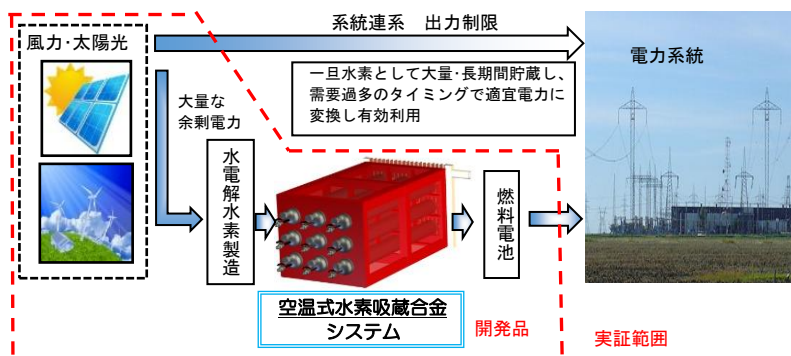 系統連系　出力制限
風力・太陽光
電力系統
一旦水素として大量・長期間貯蔵し、
需要過多のタイミングで適宜電力に
変換し有効利用
大量な
余剰電力
水電解水素製造
燃料電池
空温式水素吸蔵合金
システム
開発品
実証範囲